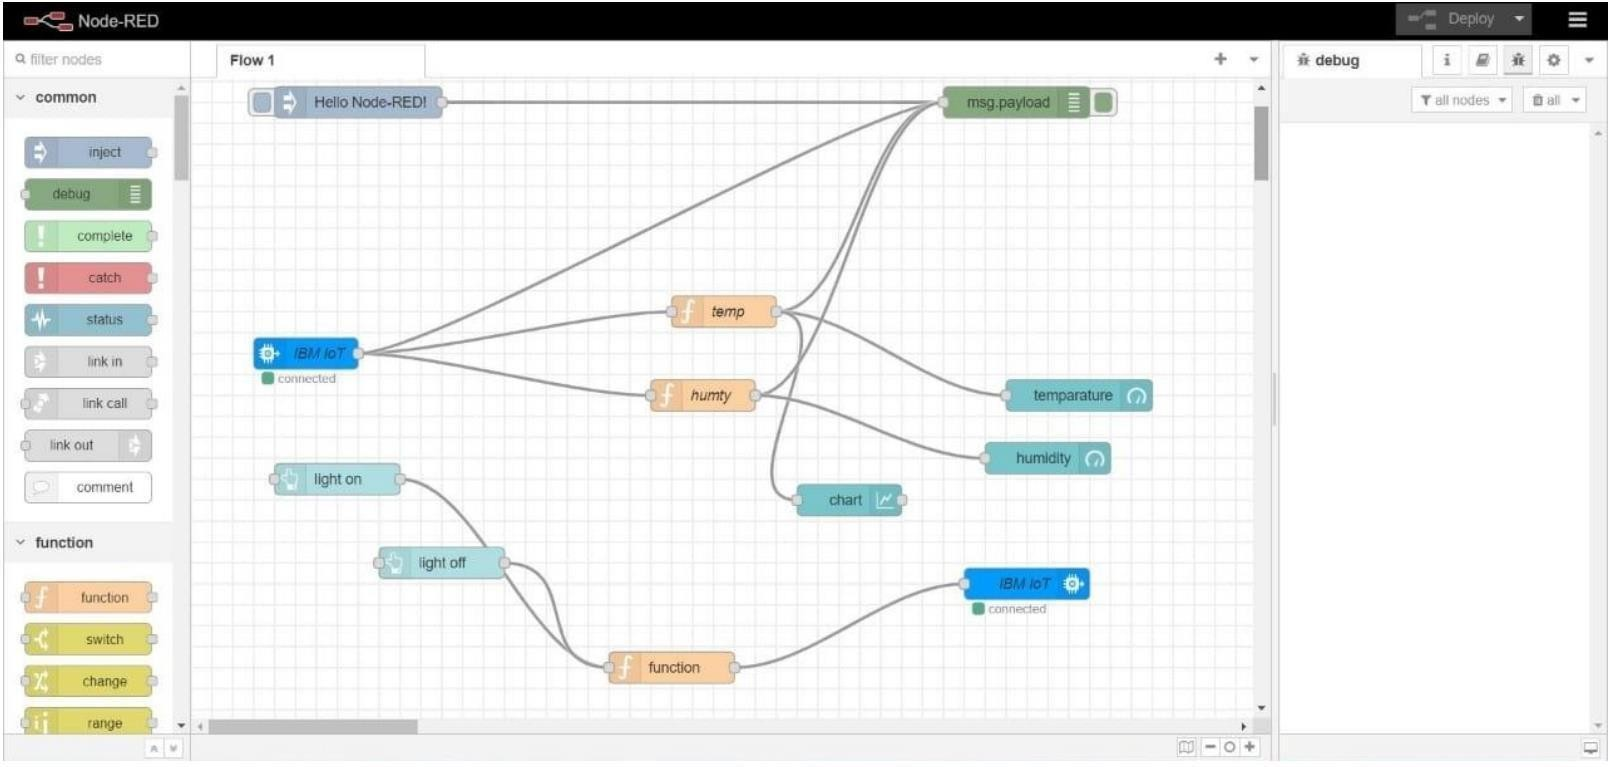 Node-RED
Deploy
filter nodes
Flow 1
debug
i
common
all nodes
all
inject
debug
complete
catch
status
link in
link call
link out
comment
function
function
switch
change
range
Hello Node-RED!
msg.payload
temp
IBM IoT
connected
humty
temparature
humidity
light on
chart
light off
IBM IoT
connected
function